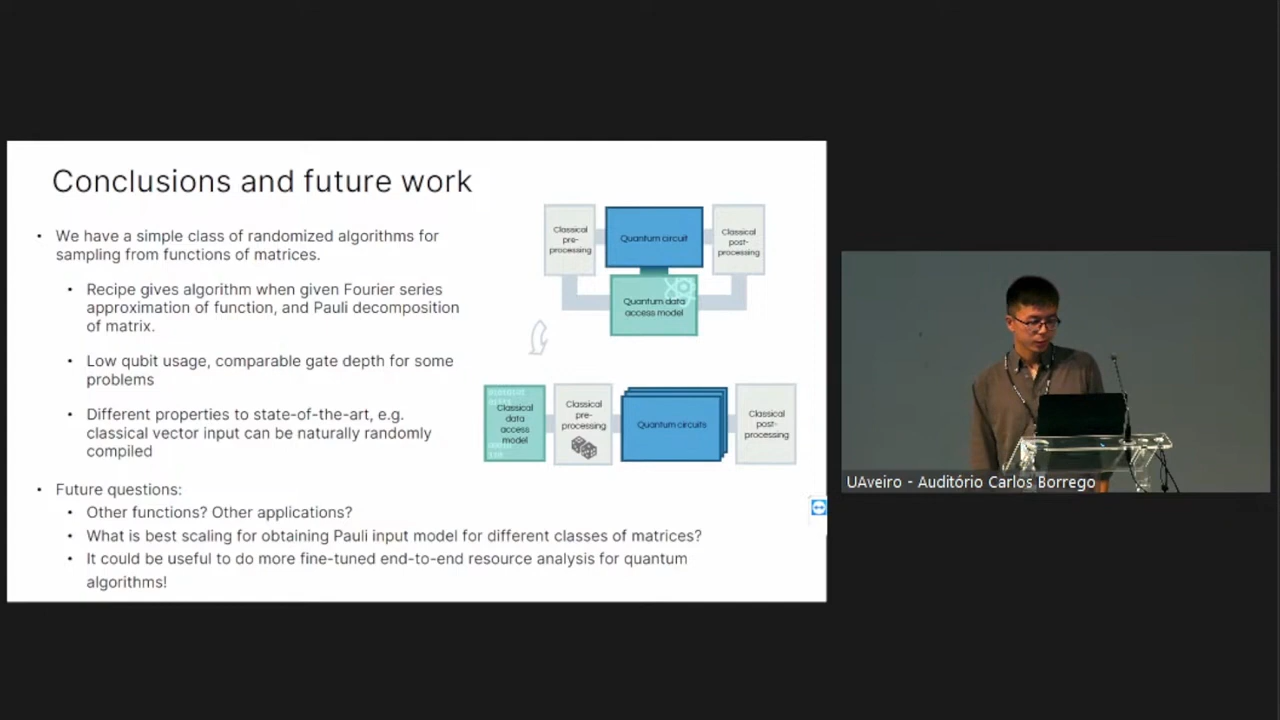 Conclusions and future work
• We have a simple class of randomized algorithms for
sampling from functions of matrices.
• Recipe gives algorithm when given Fourier series
approximation of function, and Pauli decomposition
of matrix.
• Low qubit usage, comparable gate depth for some
problems
• Different properties to state-of-the-art, e.g.
classical vector input can be naturally randomly
compiled
• Future questions:
• Other functions? Other applications?
• What is best scaling for obtaining Pauli input model for different classes of matrices?
• It could be useful to do more fine-tuned end-to-end resource analysis for quantum
algorithms!
Classical
pre-
processing
Quantum circuit
Classical
post-
processing
Quantum data
access model
Classical
data
access
model
Classical
pre-
processing
Quantum circuits
Classical
post-
processing
UAveiro - Auditório Carlos Borrego